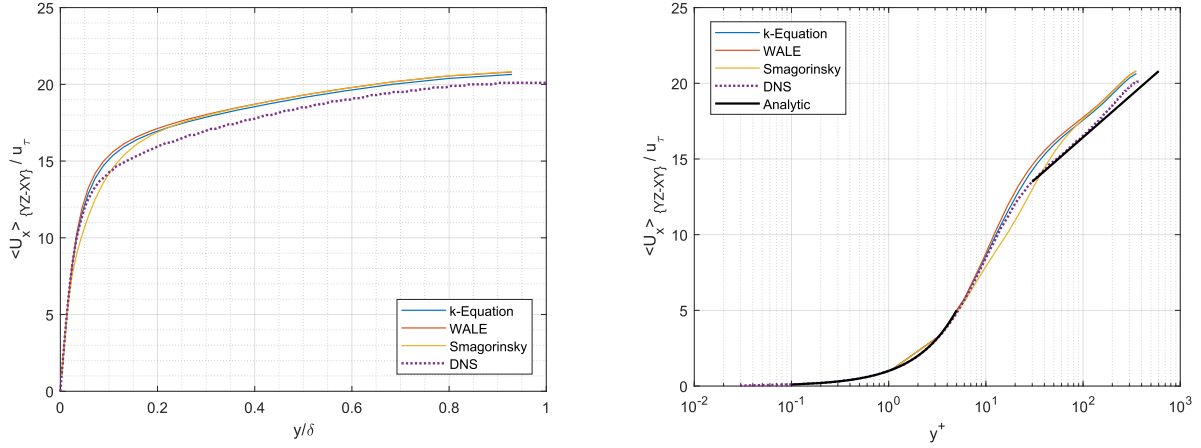 25
20
15
10
5
0
<U_x> _{YZ-XY} / u_τ
0
0.2
0.4
0.6
0.8
1
y/δ
k-Equation
WALE
Smagorinsky
DNS
25
20
15
10
5
0
<U_x> _{YZ-XY} / u_τ
k-Equation
WALE
Smagorinsky
DNS
Analytic
10^-2
10^-1
10^0
10^1
10^2
10^3
y^+